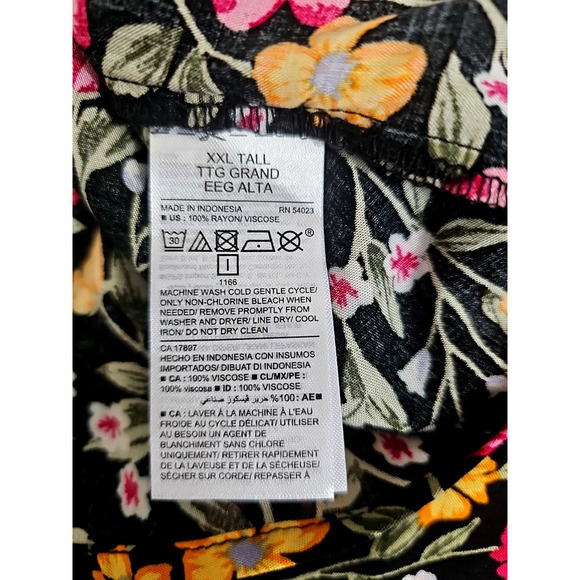 XXL TALL
TTG GRAND
EEG ALTA
MADE IN INDONESIA RN 54023
■ US : 100% RAYON/ VISCOSE
30 ®
1166
MACHINE WASH COLD GENTLE CYCLE/
ONLY NON-CHLORINE BLEACH WHEN
NEEDED/ REMOVE PROMPTLY FROM
WASHER AND DRYER/ LINE DRY/ COOL
IRON/ DO NOT DRY CLEAN
CA 17897
HECHO EN INDONESIA CON INSUMOS
IMPORTADOS/ DIBUAT DI INDONESIA
■ CA : 100% VISCOSE ■ CL/MX/PE :
100% viscosa ■ ID : 100% VISCOSE
■ AE : 100% حرير فيسكوز صناعي
■ CA : LAVER À LA MACHINE À L'EAU
FROIDE AU CYCLE DÉLICAT/ UTILISER
AU BESOIN UN AGENT DE
BLANCHIMENT SANS CHLORE
UNIQUEMENT/ RETIRER RAPIDEMENT
DE LA LAVEUSE ET DE LA SÉCHEUSE/
SÉCHER SUR CORDE/ REPASSER À